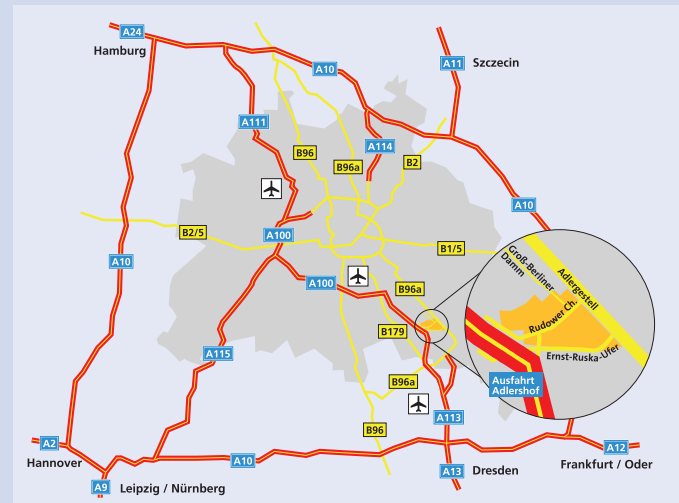 A24
Hamburg
A10
A11
Szczecin
A111
B96
B96a
A114
B2
A10
B2/5
A100
B1/5
A10
A100
B96a
Groß-Berliner
Damm
Adlergestell
Rudower Ch.
Ernst-Ruska-Ufer
Ausfahrt
Adlershof
B179
A115
B96a
A113
B96
A2
Hannover
A10
A12
Frankfurt / Oder
A13
Dresden
A9
Leipzig / Nürnberg